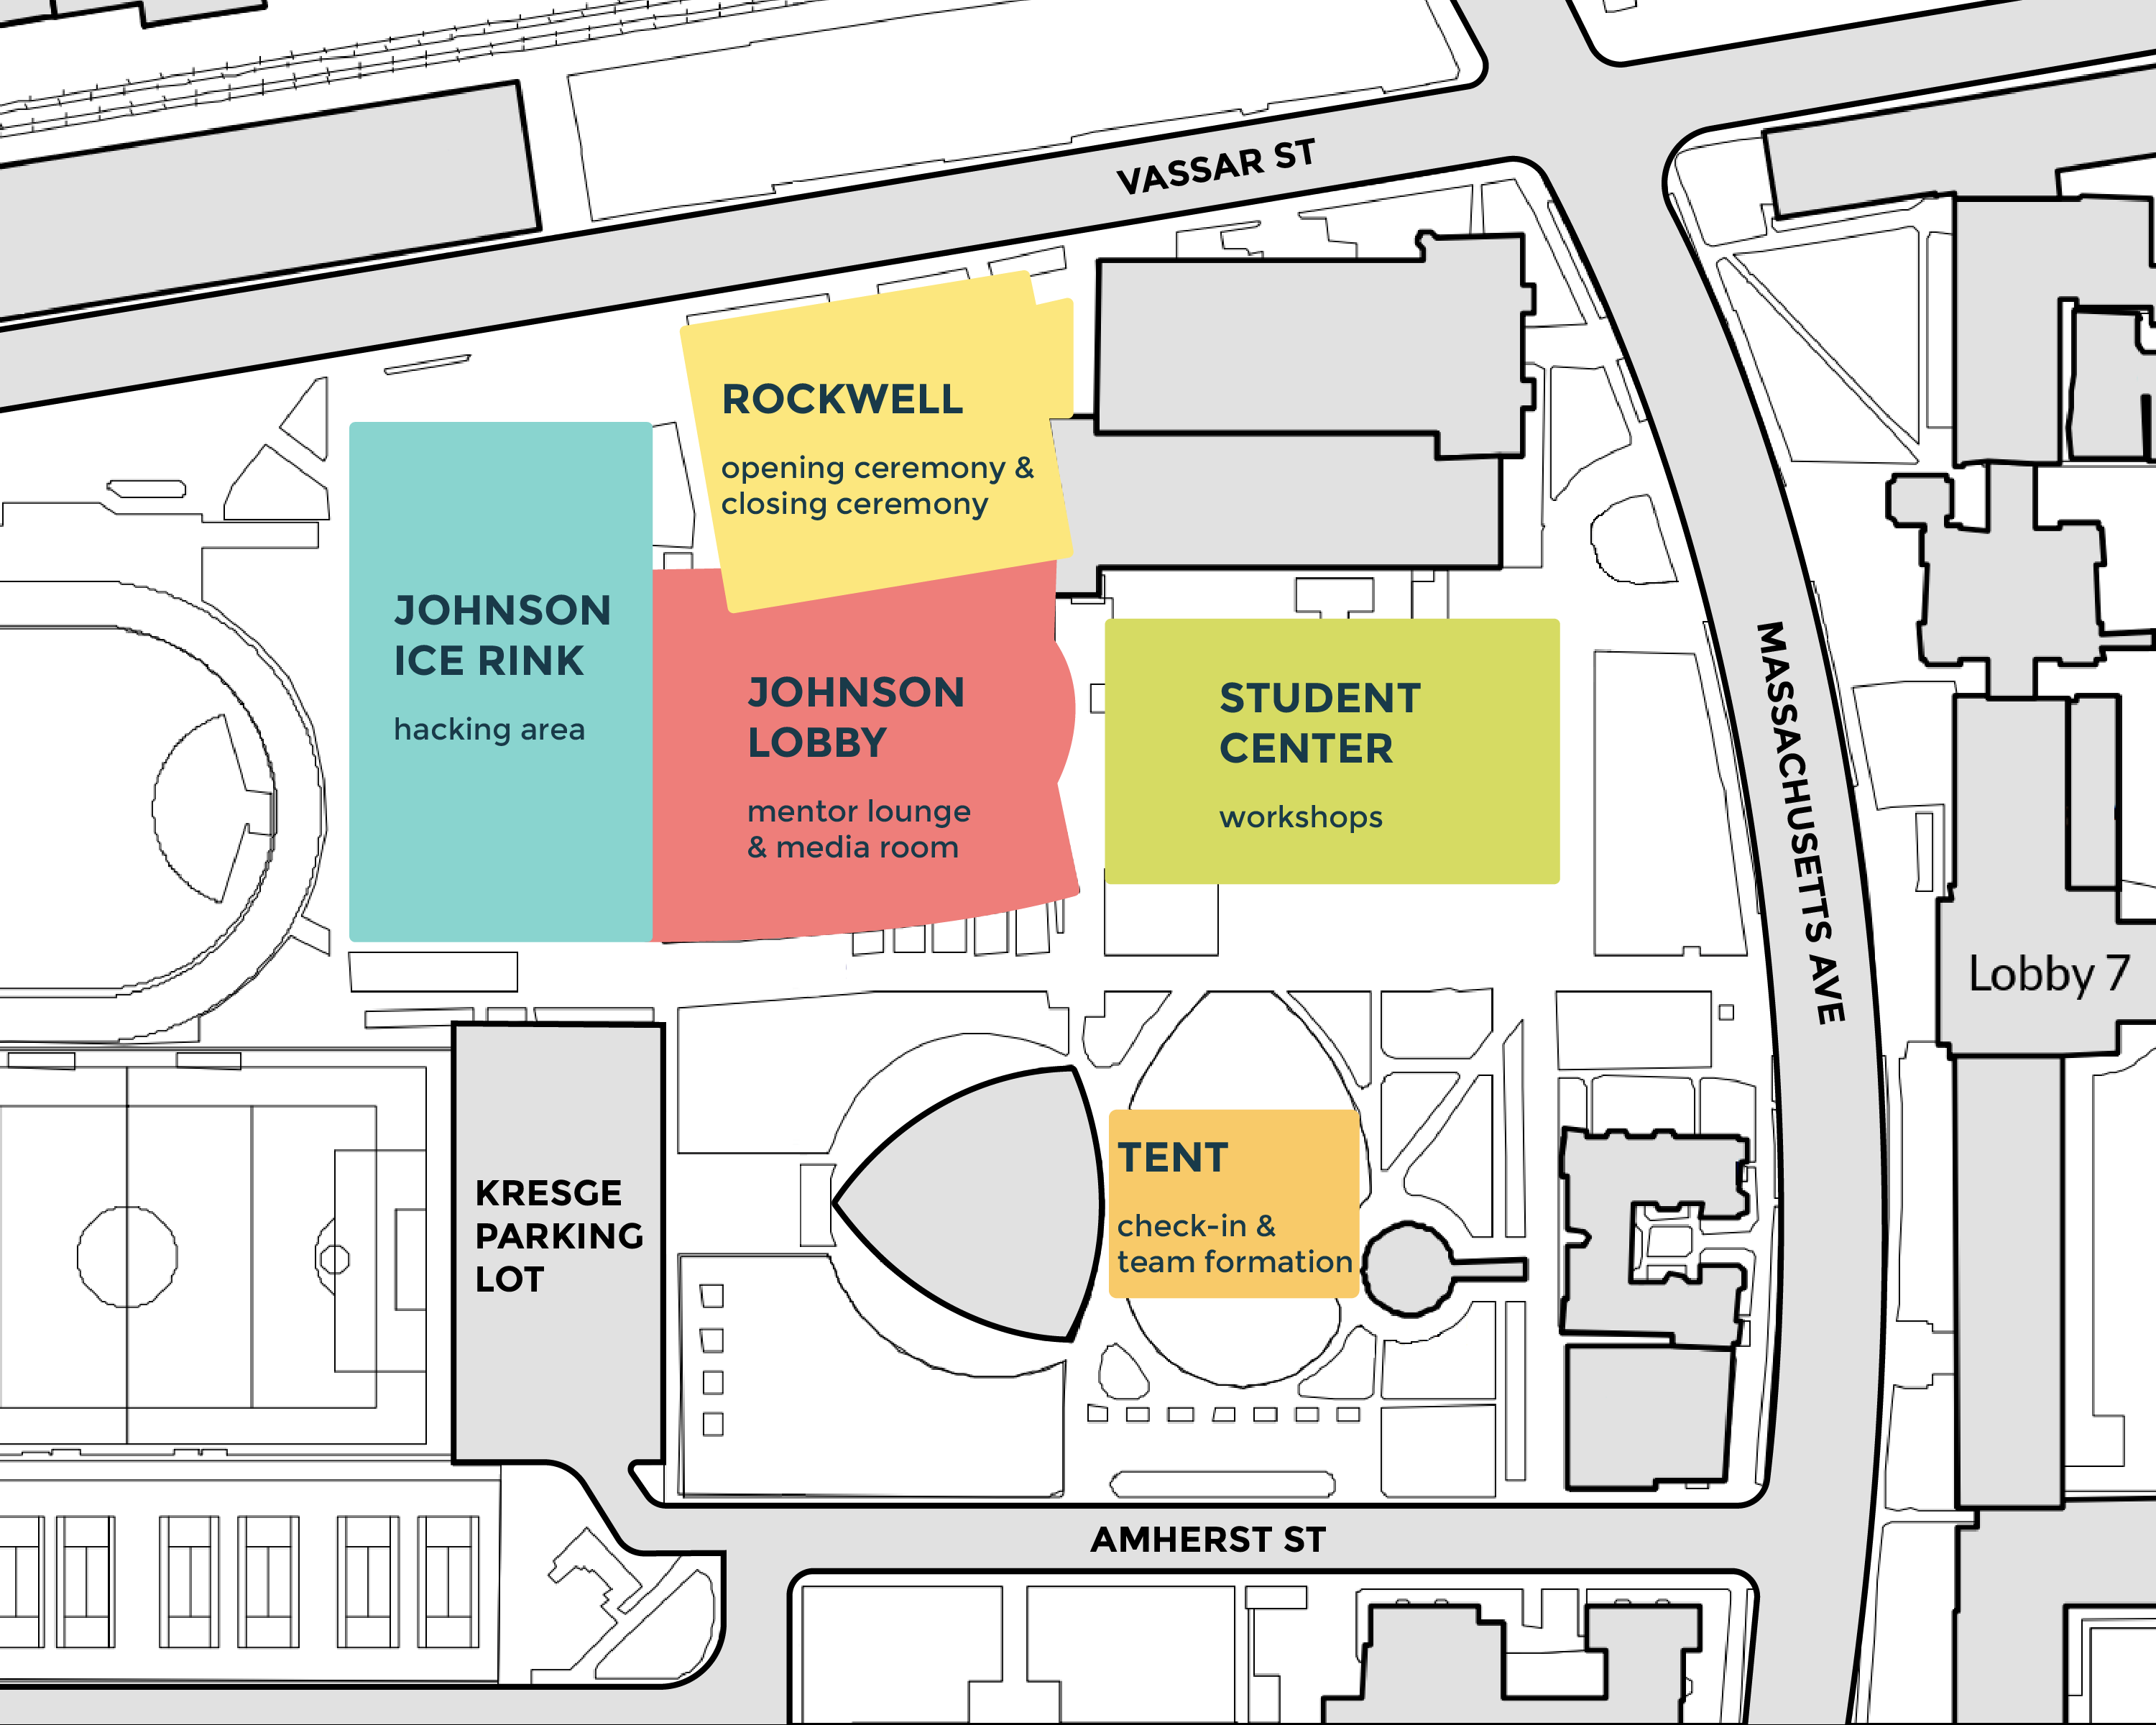 VASSAR ST
ROCKWELL
opening ceremony &
closing ceremony
JOHNSON
ICE RINK
hacking area
JOHNSON
LOBBY
mentor lounge
& media room
STUDENT
CENTER
workshops
MASSACHUSETTS AVE
Lobby 7
TENT
check-in &
team formation
KRESGE
PARKING
LOT
AMHERST ST